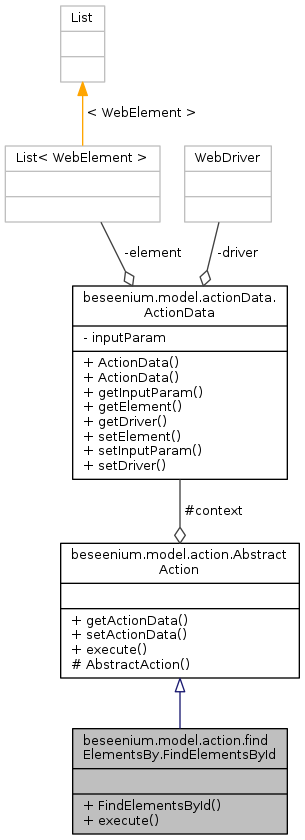 List
< WebElement >
List< WebElement >
WebDriver
-element
-driver
beseenium.model.actionData.
ActionData
- inputParam
+ ActionData()
+ ActionData()
+ getInputParam()
+ getElement()
+ getDriver()
+ setElement()
+ setInputParam()
+ setDriver()
#context
beseenium.model.action.Abstract
Action
+ getActionData()
+ setActionData()
+ execute()
# AbstractAction()
beseenium.model.action.find
ElementsBy.FindElementsById
+ FindElementsById()
+ execute()